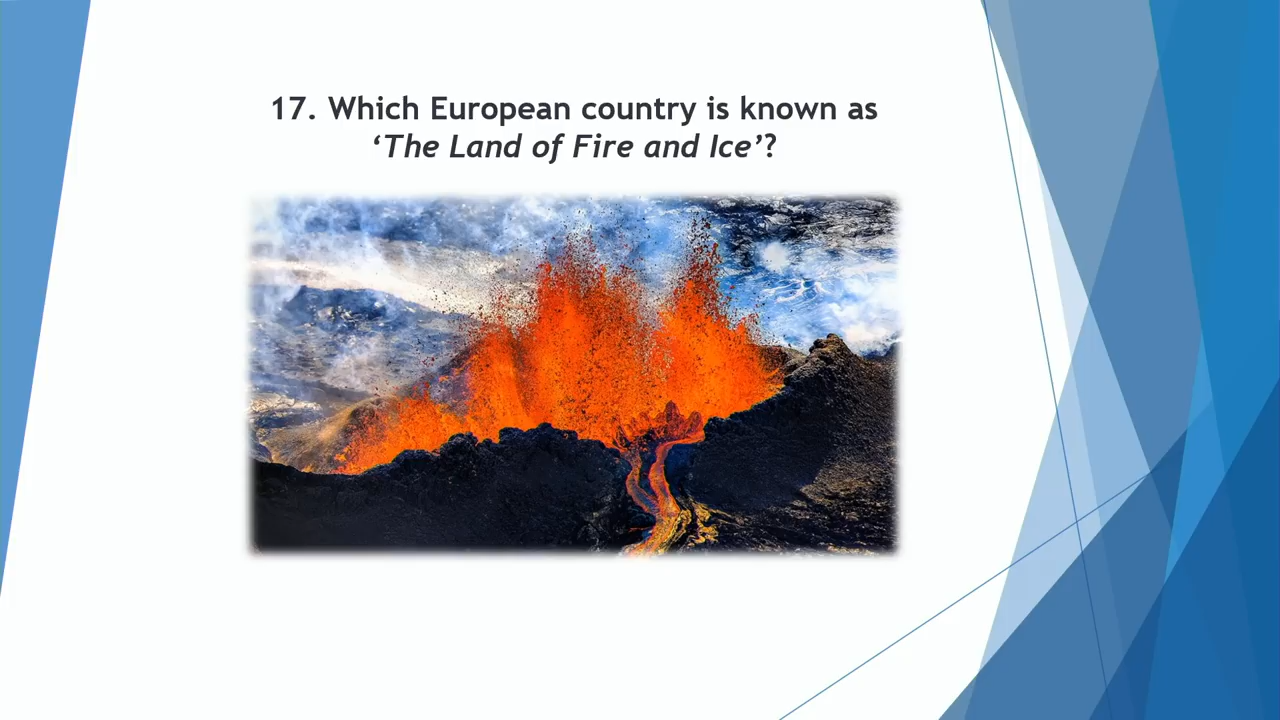 17. Which European country is known as
‘The Land of Fire and Ice’?